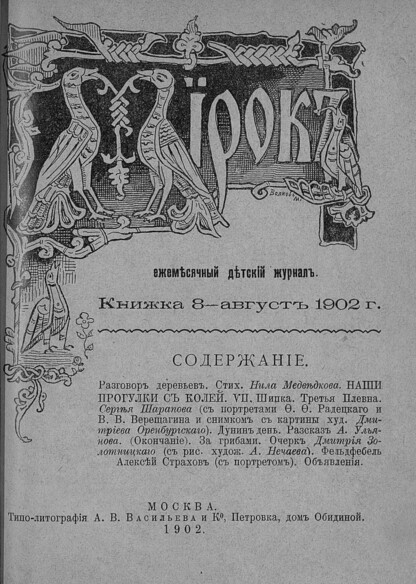 Мірокъ
ежемѣсячный дѣтскій журналъ.
Книжка 8—августъ 1902 г.
СОДЕРЖАНІЕ.
Разговоръ деревьевъ. Стих. Нила Медвѣдкова. НАШИ
ПРОГУЛКИ СЪ КОЛЕЙ. VII. Шипка. Третья Плевна.
Сергѣя Шарапова (съ портретами Ѳ. Ѳ. Радецкаго и
В. В. Верещагина и снимкомъ съ картины худ. Дми-
тріева Оренбургскаго). Дунинъ день. Разсказъ А. Улья-
нова. (Окончаніе). За грибами. Очеркъ Дмитрія Зо-
лотницкаго (съ рис. худож. А. Нечаева). Фельдфебель
Алексѣй Страховъ (съ портретомъ). Объявленія.
МОСКВА.
Типо-литографія А. В. Васильева и Кº, Петровка, домъ Обидиной.
1902.